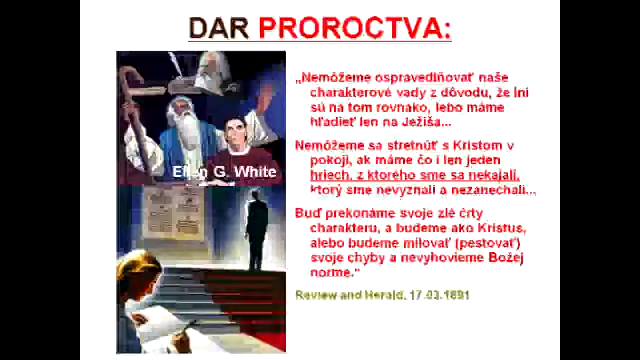 DAR PROROCTVA:
Ellen G. White
„Nemôžeme ospravedlňovať naše
charakterové vady z dôvodu, že iní
sú na tom rovnako, lebo máme
hľadieť len na Ježiša...
Nemôžeme sa stretnúť s Kristom v
pokoji, ak máme čo i len jeden
hriech, z ktorého sme sa nekajali,
ktorý sme nevyznali a nezanechali...
Buď prekonáme svoje zlé črty
charakteru, a budeme ako Kristus,
alebo budeme milovať (pestovať)
svoje chyby a nevyhovieme Božej
norme."
Review and Herald, 17.03.1891